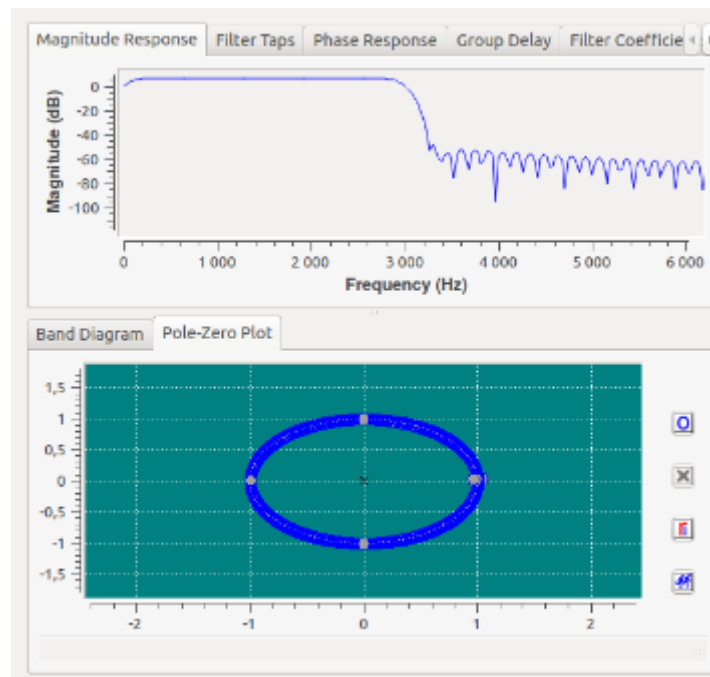 Magnitude Response Filter Taps Phase Response Group Delay Filter Coefficie
Magnitude (dB)
0
-20
-40
-60
-80
-100
0 1 000 2 000 3 000 4 000 5 000 6 000
Frequency (Hz)
Band Diagram Pole-Zero Plot
1,5
1
0,5
0
-0,5
-1
-1,5
-2 -1 0 1 2